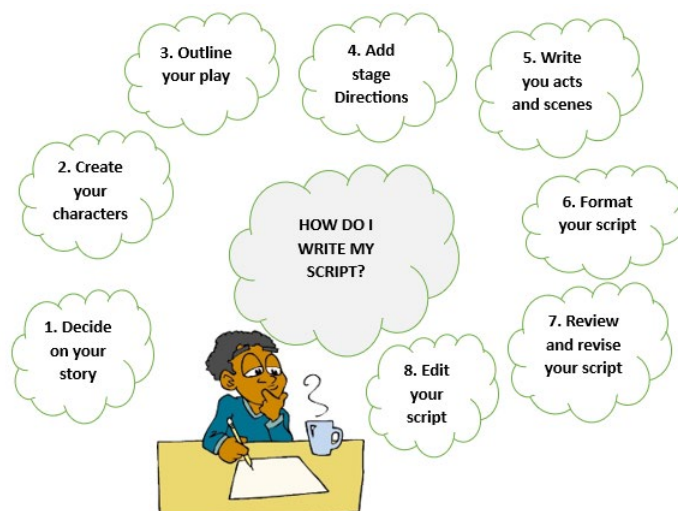 1. Decide
on your
story
2. Create
your
characters
3. Outline
your play
4. Add
stage
Directions
5. Write
you acts
and scenes
6. Format
your script
7. Review
and revise
your script
8. Edit
your
script
HOW DO I
WRITE MY
SCRIPT?